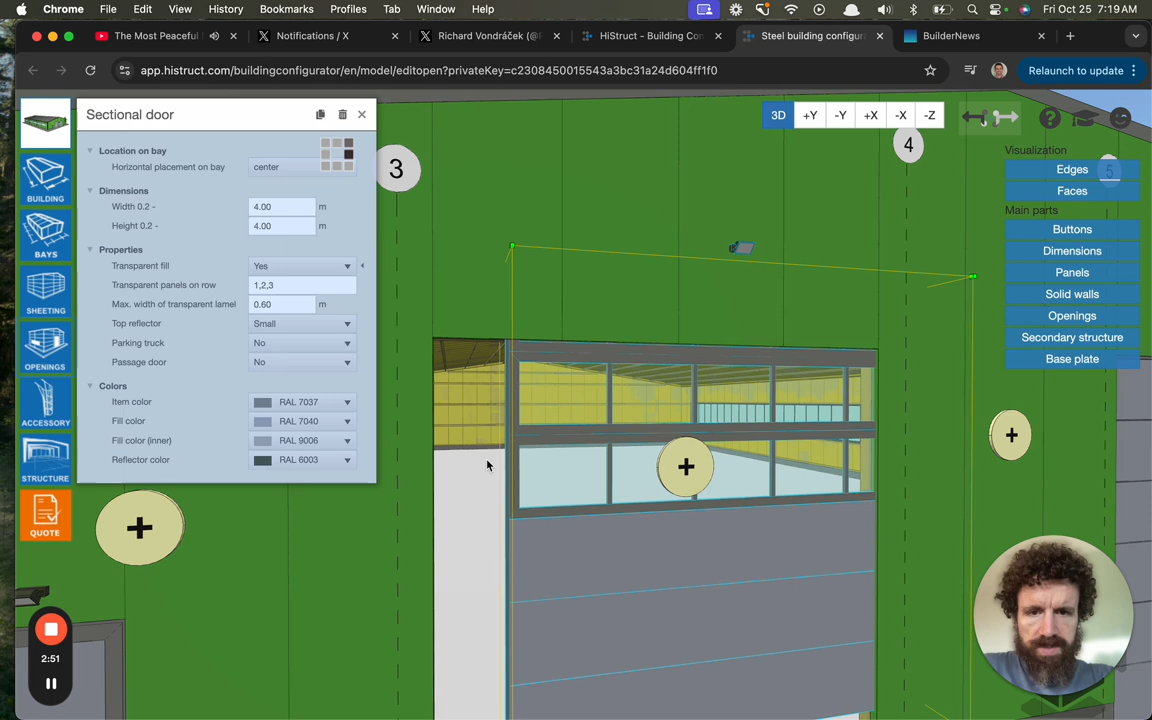 Chrome File Edit View History Bookmarks Profiles Tab Window Help Fri Oct 25 7:19AM
The Most Peaceful Notifications / X Richard Vondráček (@ HiStruct - Building Con Steel building configur BuilderNews
app.histruct.com/buildingconfigurator/en/model/editopen?privateKey=c2308450015543a3bc31a24d604ff1f0 Relaunch to update
Sectional door
3D +Y -Y +X -X -Z
Location on bay
Horizontal placement on bay center
Dimensions
Width 0.2 - 4.00 m
Height 0.2 - 4.00 m
Properties
Transparent fill Yes
Transparent panels on row 1,2,3
Max. width of transparent lamel 0.60 m
Top reflector Small
Parking truck No
Passage door No
Colors
Item color RAL 7037
Fill color RAL 7040
Fill color (inner) RAL 9006
Reflector color RAL 6003
BUILDING
BAYS
SHEETING
OPENINGS
ACCESSORY
STRUCTURE
QUOTE
3
4
5
Visualization
Edges
Faces
Main parts
Buttons
Dimensions
Panels
Solid walls
Openings
Secondary structure
Base plate
2:51